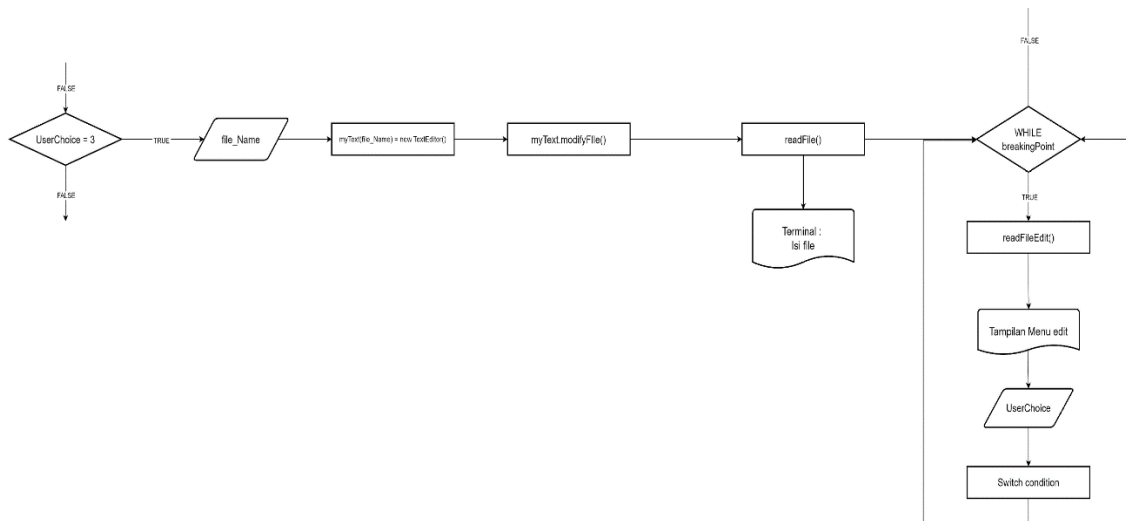 FALSE
FALSE
UserChoice = 3
TRUE
file_Name
myText(file_Name) = new TextEditor()
myText.modifyFIle()
readFile()
WHILE
breakingPoint
FALSE
TRUE
Terminal :
Isi file
readFileEdit()
Tampilan Menu edit
UserChoice
Switch condition